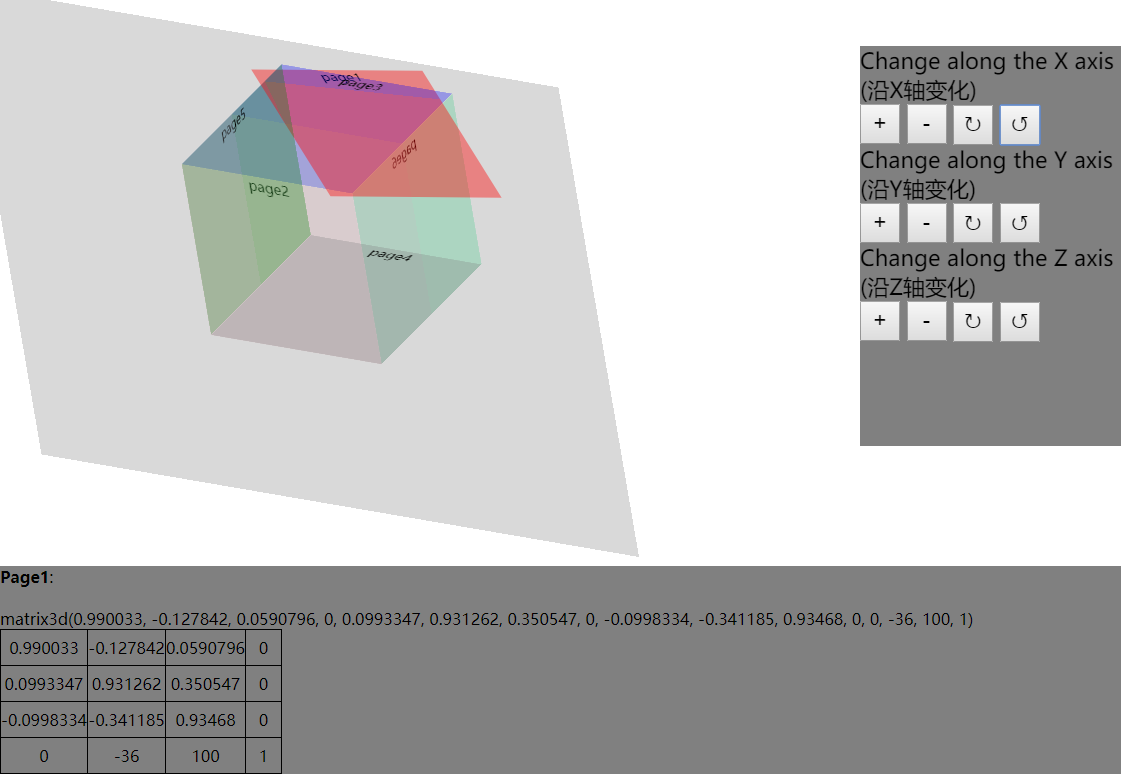 page1
page3
page5
page6
page2
page4
Change along the X axis
(沿X轴变化)
+ - ↻ ↺
Change along the Y axis
(沿Y轴变化)
+ - ↻ ↺
Change along the Z axis
(沿Z轴变化)
+ - ↻ ↺
Page1:
matrix3d(0.990033, -0.127842, 0.0590796, 0, 0.0993347, 0.931262, 0.350547, 0, -0.0998334, -0.341185, 0.93468, 0, 0, -36, 100, 1)
0.990033 -0.127842 0.0590796 0
0.0993347 0.931262 0.350547 0
-0.0998334 -0.341185 0.93468 0
0 -36 100 1